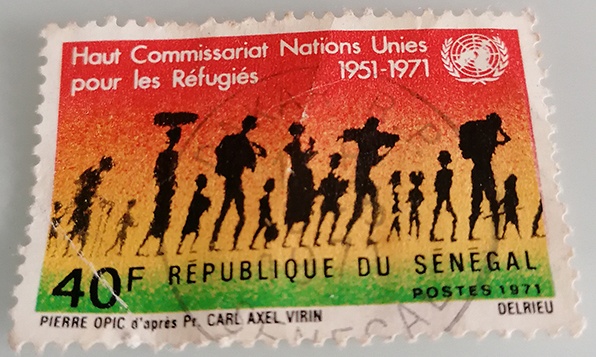 Haut Commissariat Nations Unies
pour les Réfugiés 1951-1971
40F RÉPUBLIQUE DU SÉNÉGAL
POSTES 1971
PIERRE OPIC d'après Pr. CARL AXEL VIRIN DELRIEU